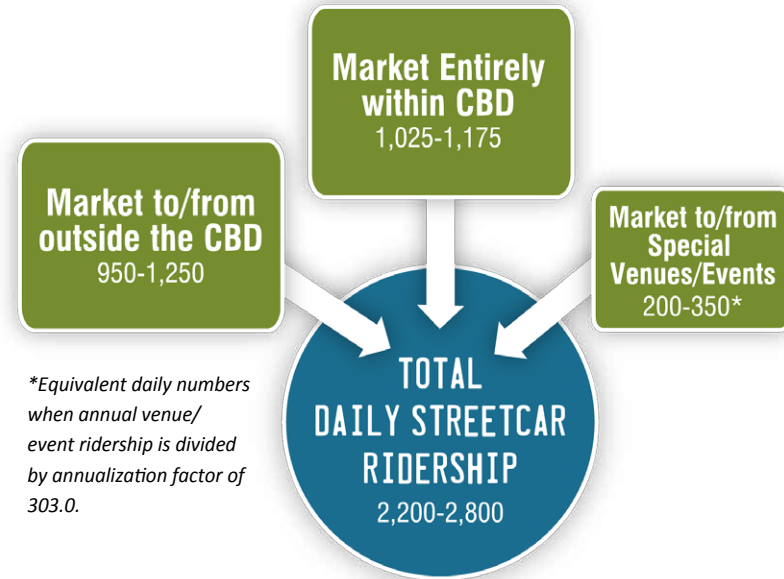 Market Entirely
within CBD
1,025-1,175
Market to/from
outside the CBD
950-1,250
Market to/from
Special
Venues/Events
200-350*
*Equivalent daily numbers
when annual venue/
event ridership is divided
by annualization factor of
303.0.
TOTAL
DAILY STREETCAR
RIDERSHIP
2,200-2,800